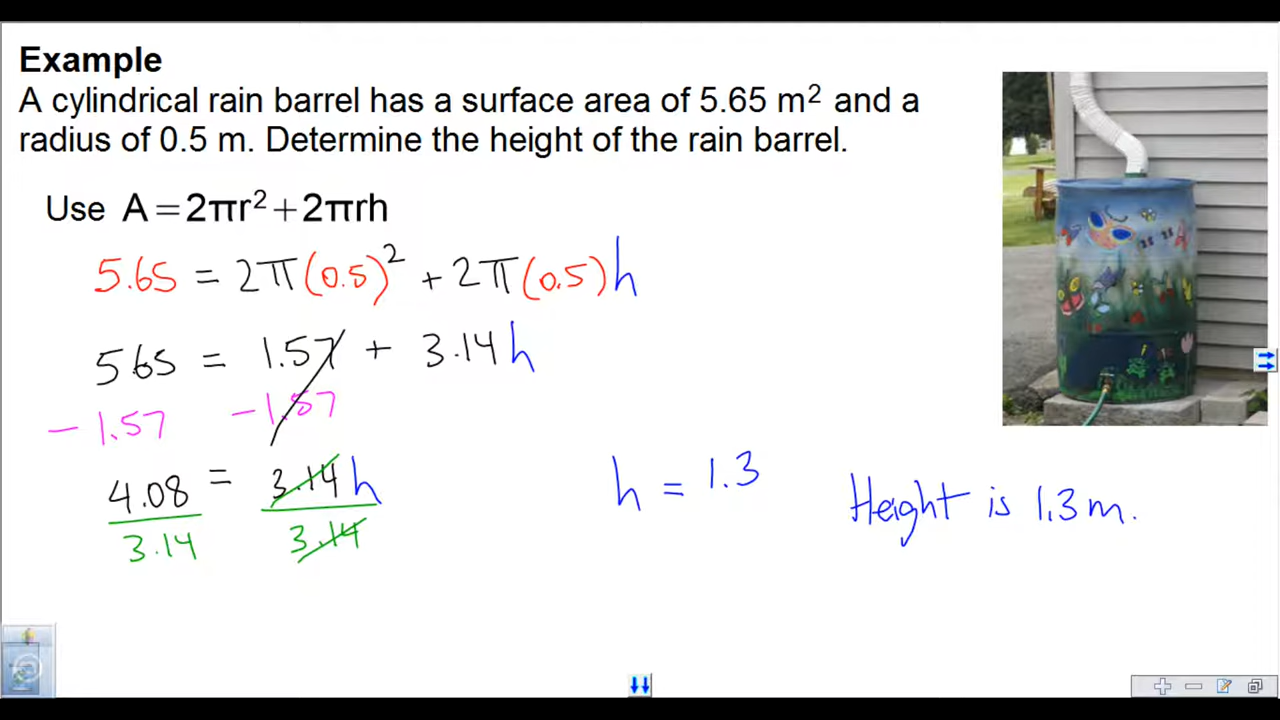 Example
A cylindrical rain barrel has a surface area of 5.65 m² and a
radius of 0.5 m. Determine the height of the rain barrel.
Use A=2πr²+2πrh
5.65 = 2π(0.5)² + 2π(0.5)h
5.65 = 1.57 + 3.14h
- 1.57 - 1.57
4.08 = 3.14h
3.14 3.14
h = 1.3
Height is 1.3 m.